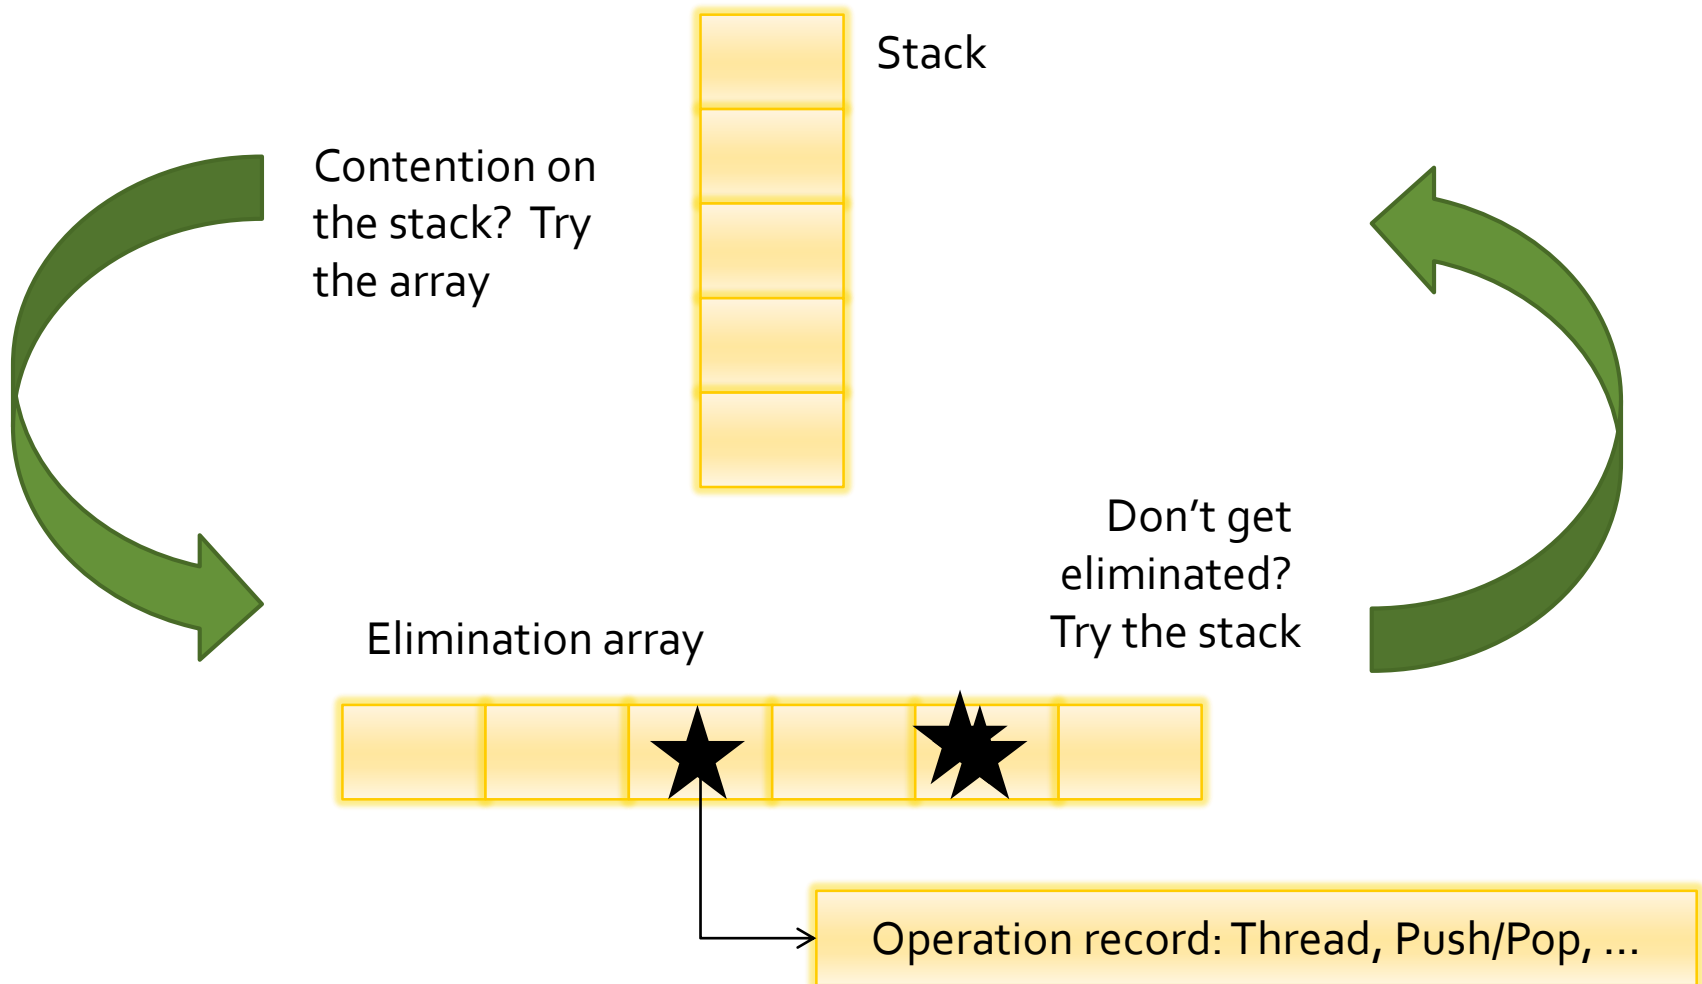 Stack
Contention on
the stack?  Try
the array
Don’t get
eliminated?
Try the stack
Elimination array
Operation record: Thread, Push/Pop, …